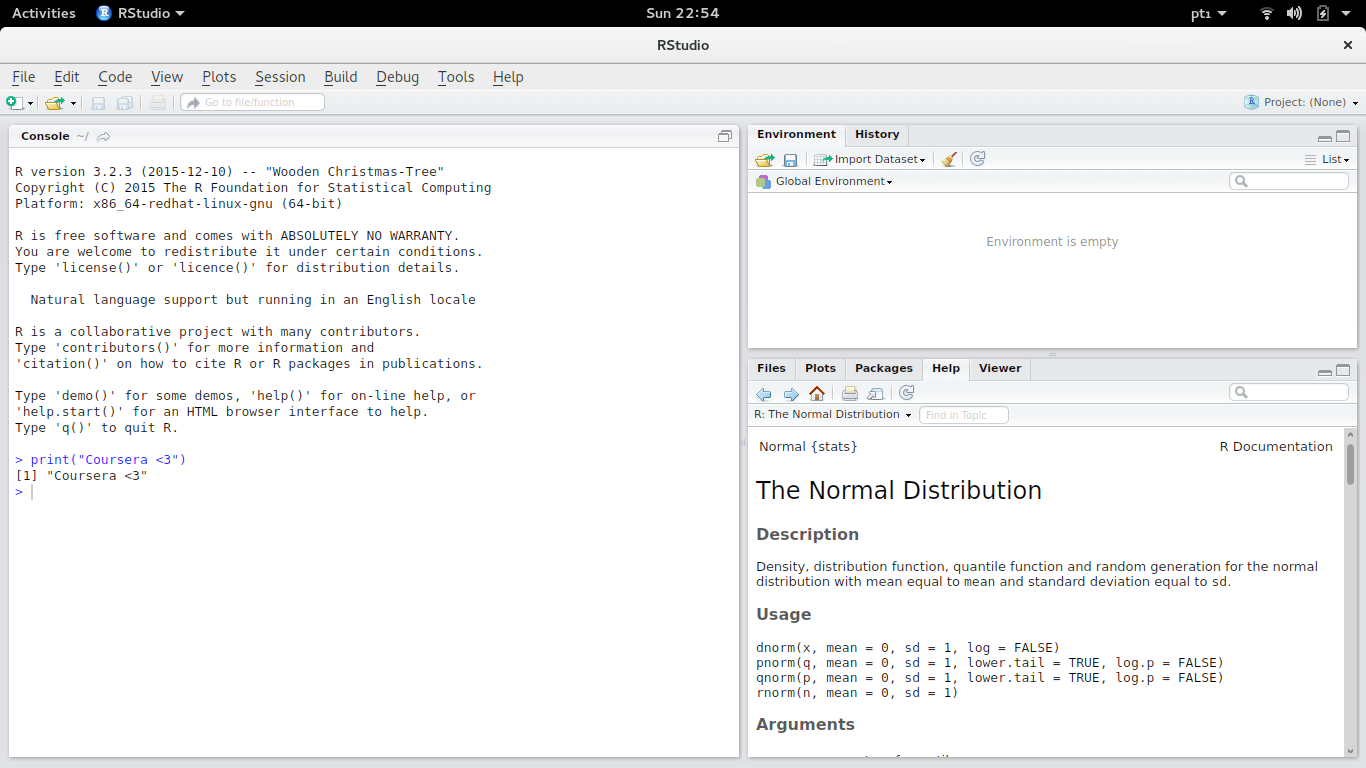 Activities RStudio Sun 22:54 pt1
RStudio
File Edit Code View Plots Session Build Debug Tools Help
Go to file/function Project: (None)
Console ~/
R version 3.2.3 (2015-12-10) -- "Wooden Christmas-Tree"
Copyright (C) 2015 The R Foundation for Statistical Computing
Platform: x86_64-redhat-linux-gnu (64-bit)
R is free software and comes with ABSOLUTELY NO WARRANTY.
You are welcome to redistribute it under certain conditions.
Type 'license()' or 'licence()' for distribution details.
Natural language support but running in an English locale
R is a collaborative project with many contributors.
Type 'contributors()' for more information and
'citation()' on how to cite R or R packages in publications.
Type 'demo()' for some demos, 'help()' for on-line help, or
'help.start()' for an HTML browser interface to help.
Type 'q()' to quit R.
> print("Coursera <3")
[1] "Coursera <3"
>
Environment History
Import Dataset List
Global Environment
Environment is empty
Files Plots Packages Help Viewer
R: The Normal Distribution Find in Topic
Normal {stats} R Documentation
The Normal Distribution
Description
Density, distribution function, quantile function and random generation for the normal
distribution with mean equal to mean and standard deviation equal to sd.
Usage
dnorm(x, mean = 0, sd = 1, log = FALSE)
pnorm(q, mean = 0, sd = 1, lower.tail = TRUE, log.p = FALSE)
qnorm(p, mean = 0, sd = 1, lower.tail = TRUE, log.p = FALSE)
rnorm(n, mean = 0, sd = 1)
Arguments